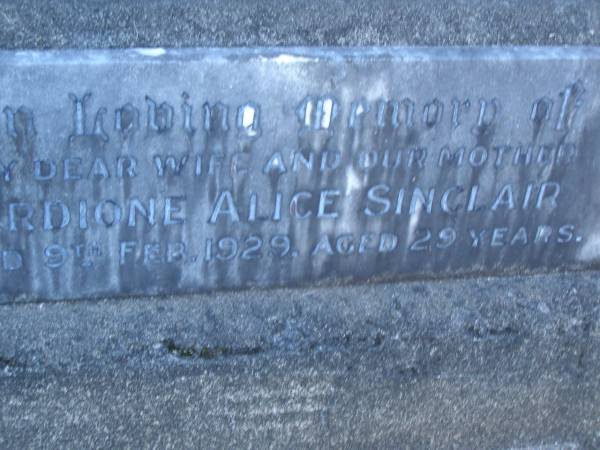 n Loving Memory of
Y DEAR WIFE AND OUR MOTHER
RDIONE ALICE SINCLAIR
D 9TH FEB. 1929. AGED 29 YEARS.